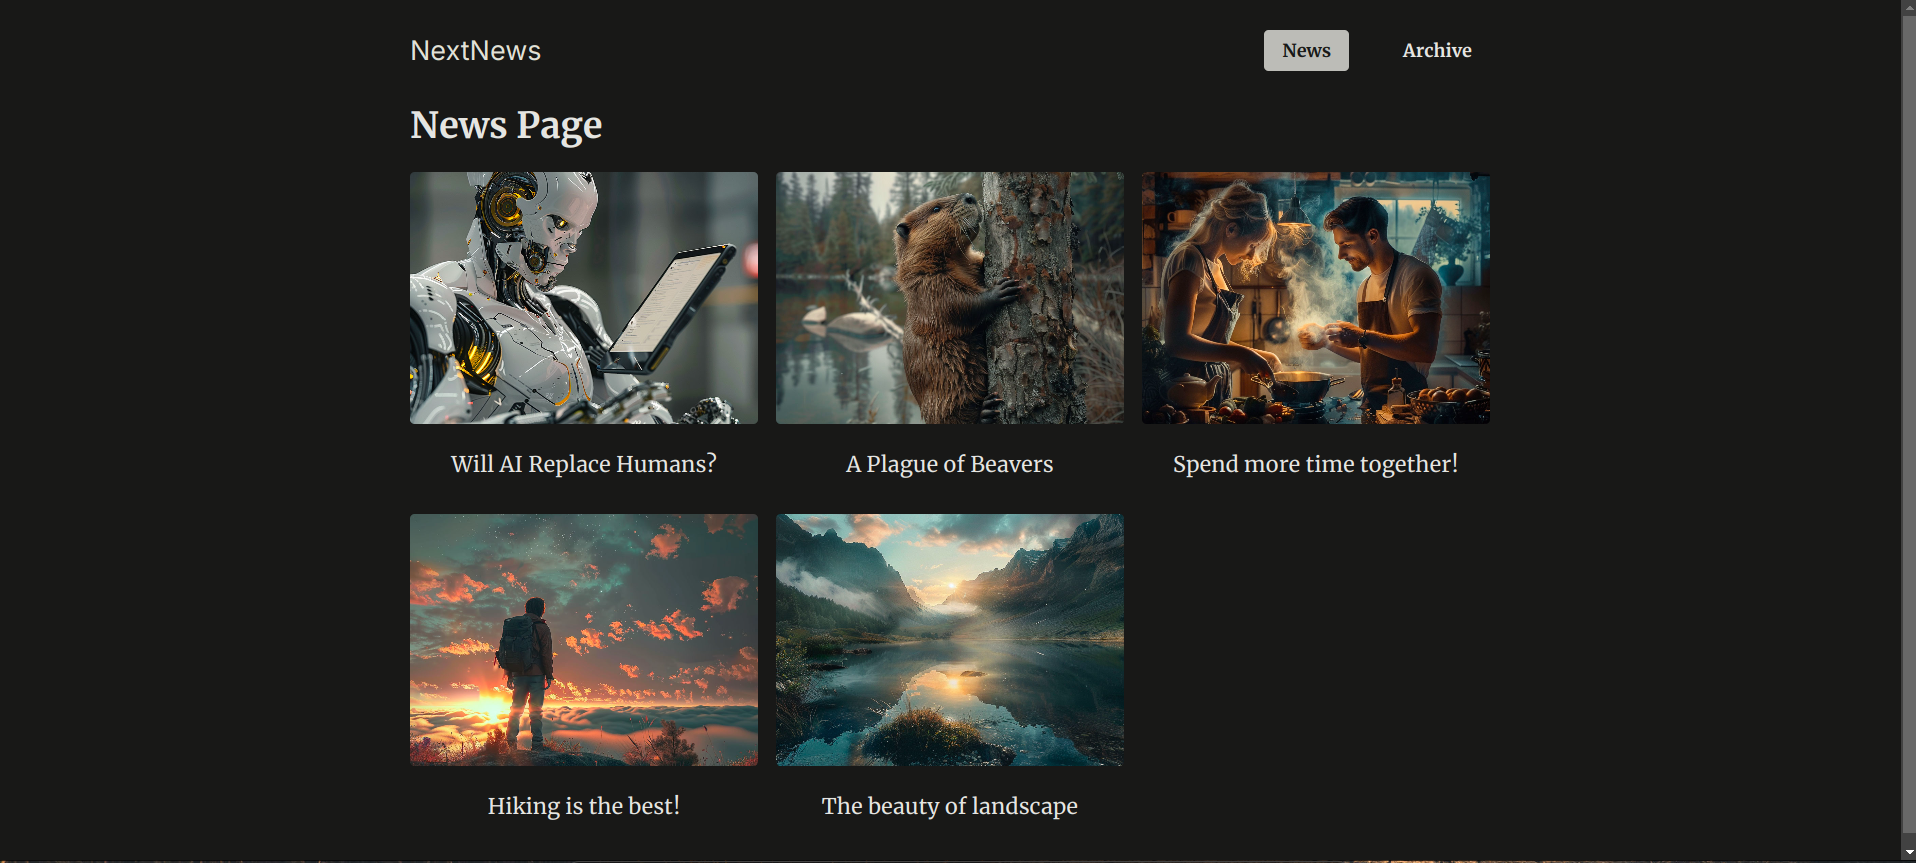 NextNews
News
Archive
News Page
Will AI Replace Humans?
A Plague of Beavers
Spend more time together!
Hiking is the best!
The beauty of landscape